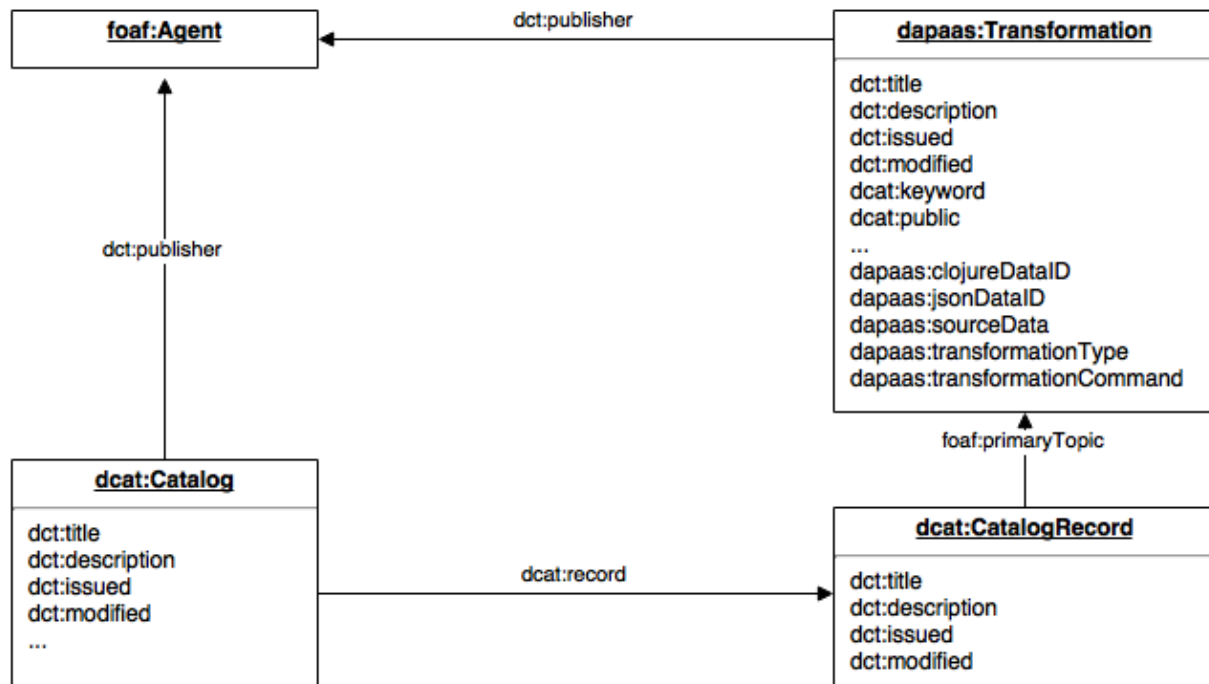 foaf:Agent
dct:publisher
dapaas:Transformation
dct:title
dct:description
dct:issued
dct:modified
dcat:keyword
dcat:public
...
dapaas:clojureDataID
dapaas:jsonDataID
dapaas:sourceData
dapaas:transformationType
dapaas:transformationCommand
dct:publisher
foaf:primaryTopic
dcat:Catalog
dct:title
dct:description
dct:issued
dct:modified
...
dcat:record
dcat:CatalogRecord
dct:title
dct:description
dct:issued
dct:modified